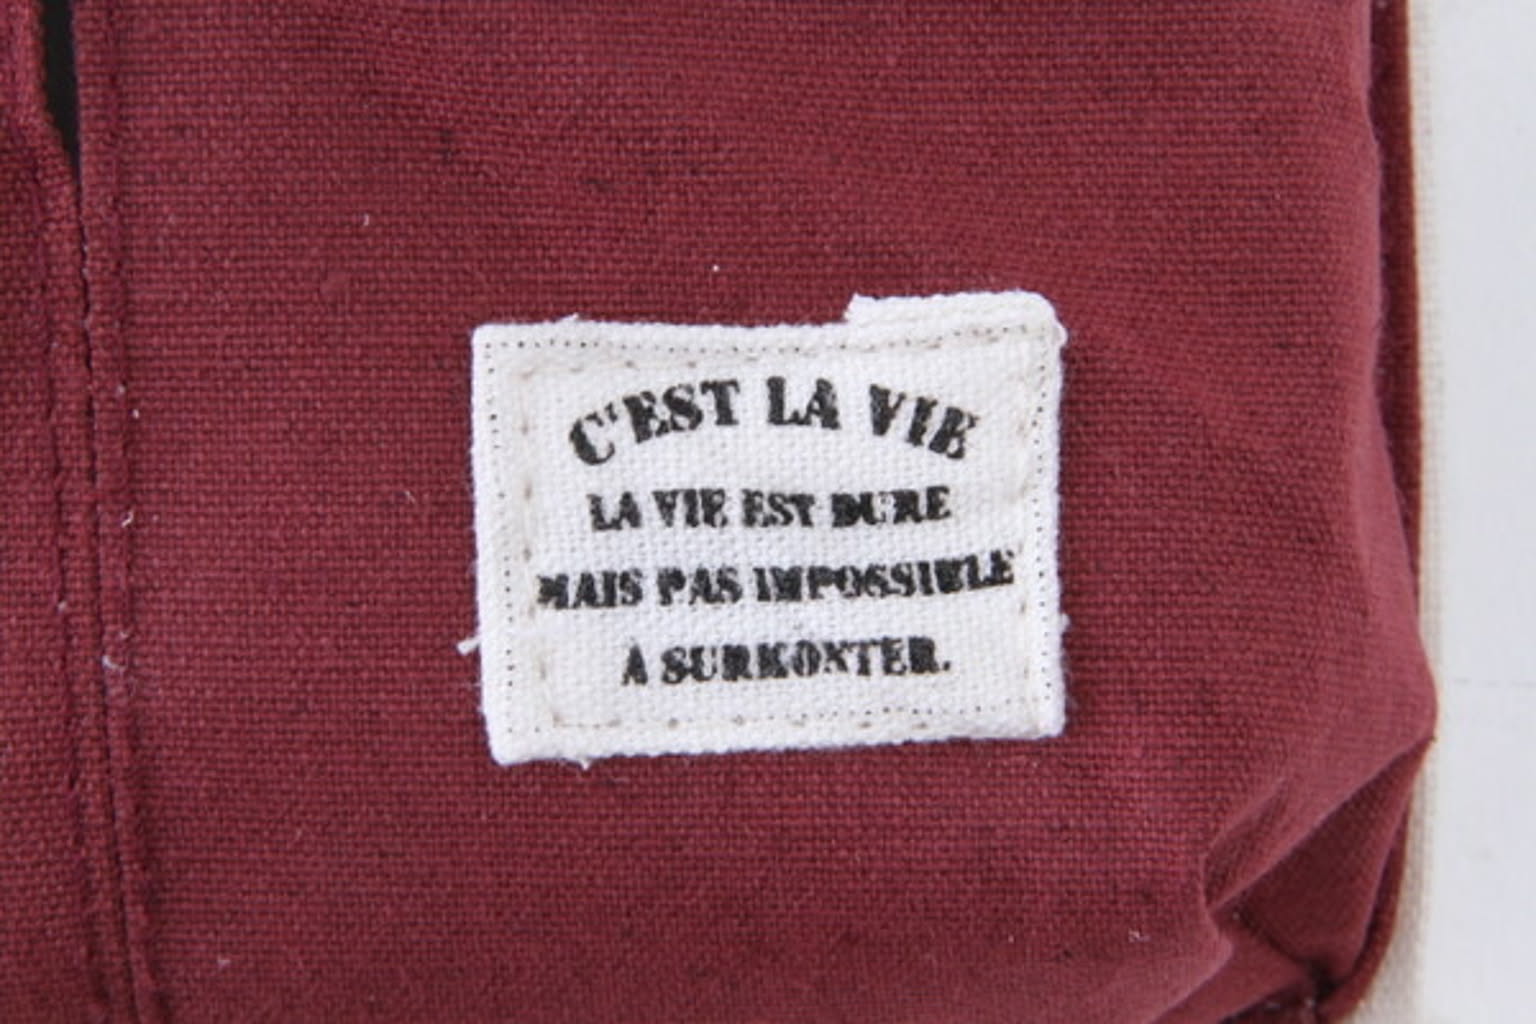 C'EST LA VIE
LA VIE EST DURE
MAIS PAS IMPOSSIBLE
À SURMONTER.